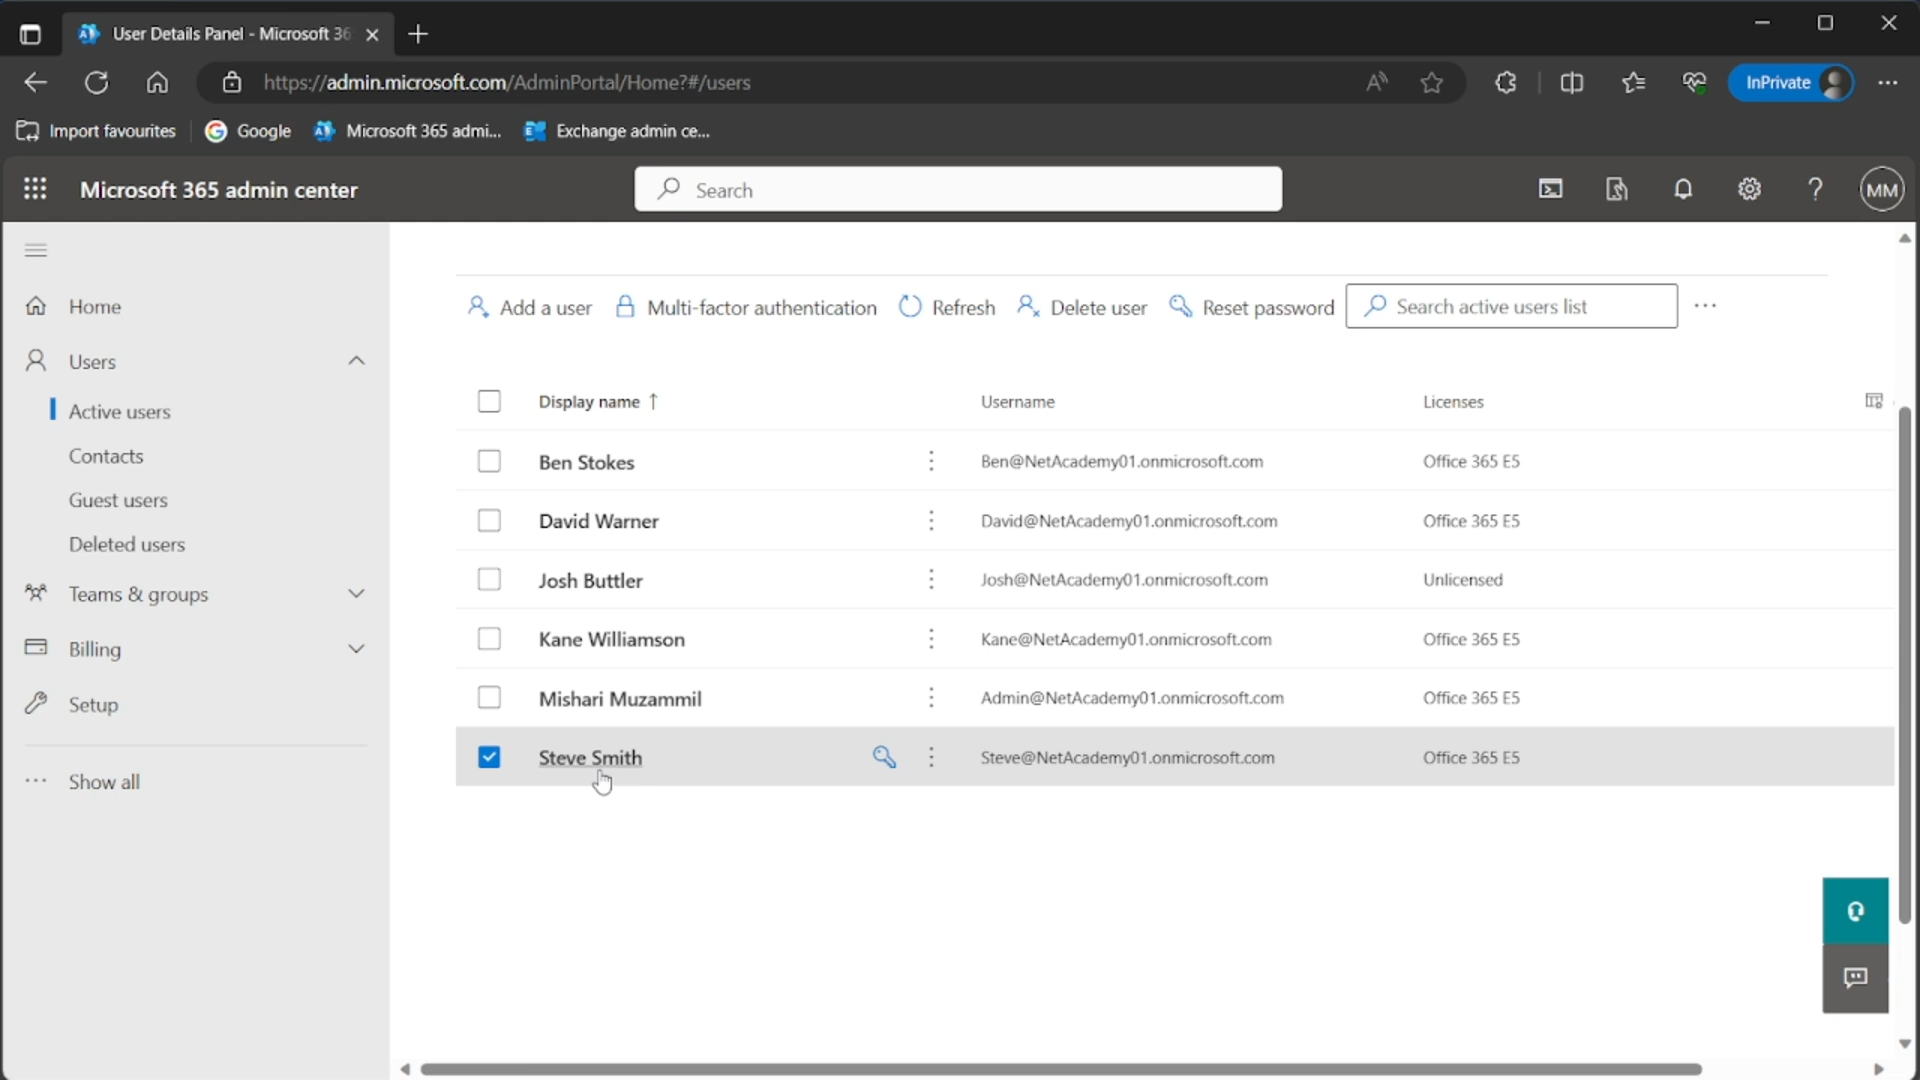 User Details Panel - Microsoft 36
https://admin.microsoft.com/AdminPortal/Home?#/users
InPrivate
Import favourites
Google
Microsoft 365 admi...
Exchange admin ce...
Microsoft 365 admin center
Search
MM
Home
Users
Active users
Contacts
Guest users
Deleted users
Teams & groups
Billing
Setup
Show all
Add a user
Multi-factor authentication
Refresh
Delete user
Reset password
Search active users list
Display name ↑ Username Licenses
Ben Stokes Ben@NetAcademy01.onmicrosoft.com Office 365 E5
David Warner David@NetAcademy01.onmicrosoft.com Office 365 E5
Josh Buttler Josh@NetAcademy01.onmicrosoft.com Unlicensed
Kane Williamson Kane@NetAcademy01.onmicrosoft.com Office 365 E5
Mishari Muzammil Admin@NetAcademy01.onmicrosoft.com Office 365 E5
Steve Smith Steve@NetAcademy01.onmicrosoft.com Office 365 E5